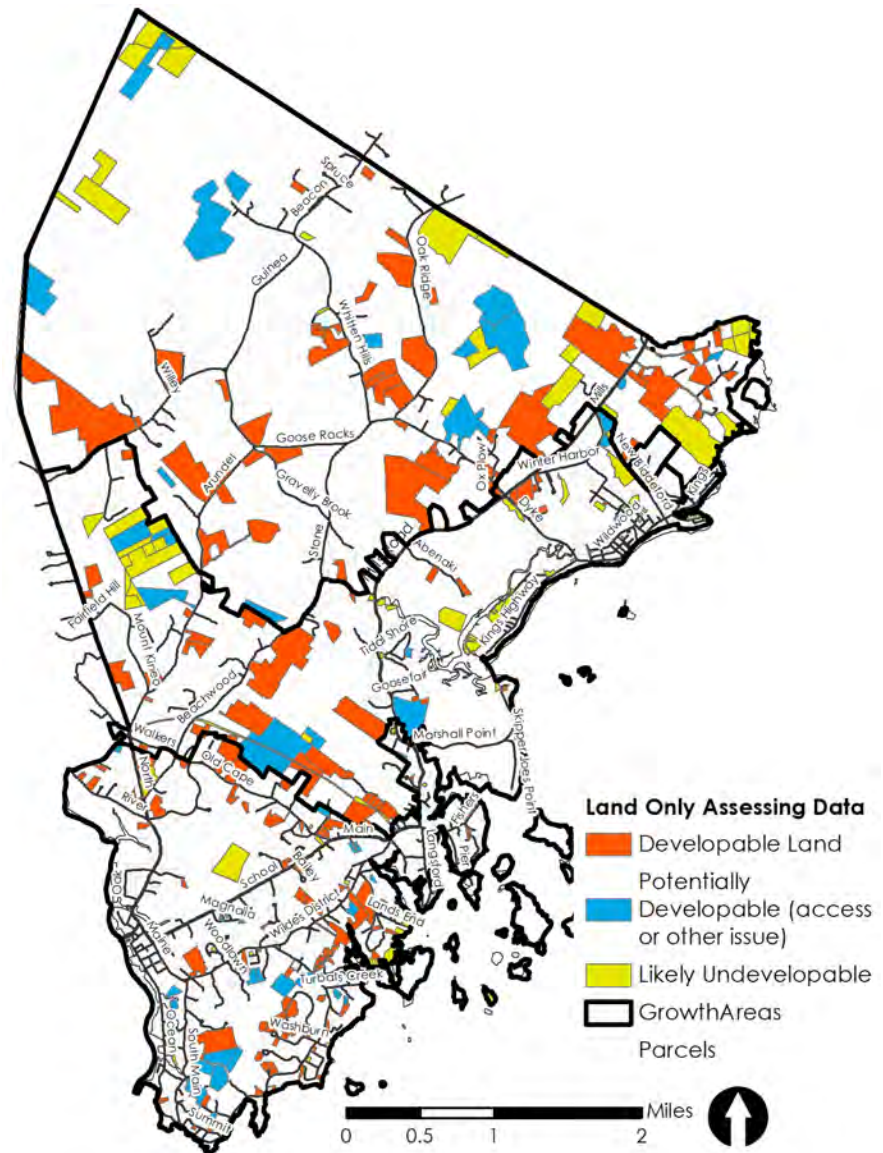 Spruce
Beacon
Oak Ridge
Guinea
Whitten Hills
Willey
Mills
Goose Rocks
Ox Plow
Winter Harbor
New Biddeford
Kings
Arundel
Gravelly Brook
Dyke
Wildwood
Stone
Abenaki
Fairfield Hill
Kings Highway
Mount Kineo
Tidal Shore
Beachwood
Goosefair
Skipper Joes Point
Walkers
Marshall Point
North
Old Cape
River
Main
Fishers
Pier
Langsford
School
Bailey
Oak
Magnolia
Wildes District
Lands End
Maine
Woodlawn
Turbats Creek
Ocean
South Main
Washburn
Summit
Land Only Assessing Data
Developable Land
Potentially
Developable (access
or other issue)
Likely Undevelopable
GrowthAreas
Parcels
Miles
0 0.5 1 2